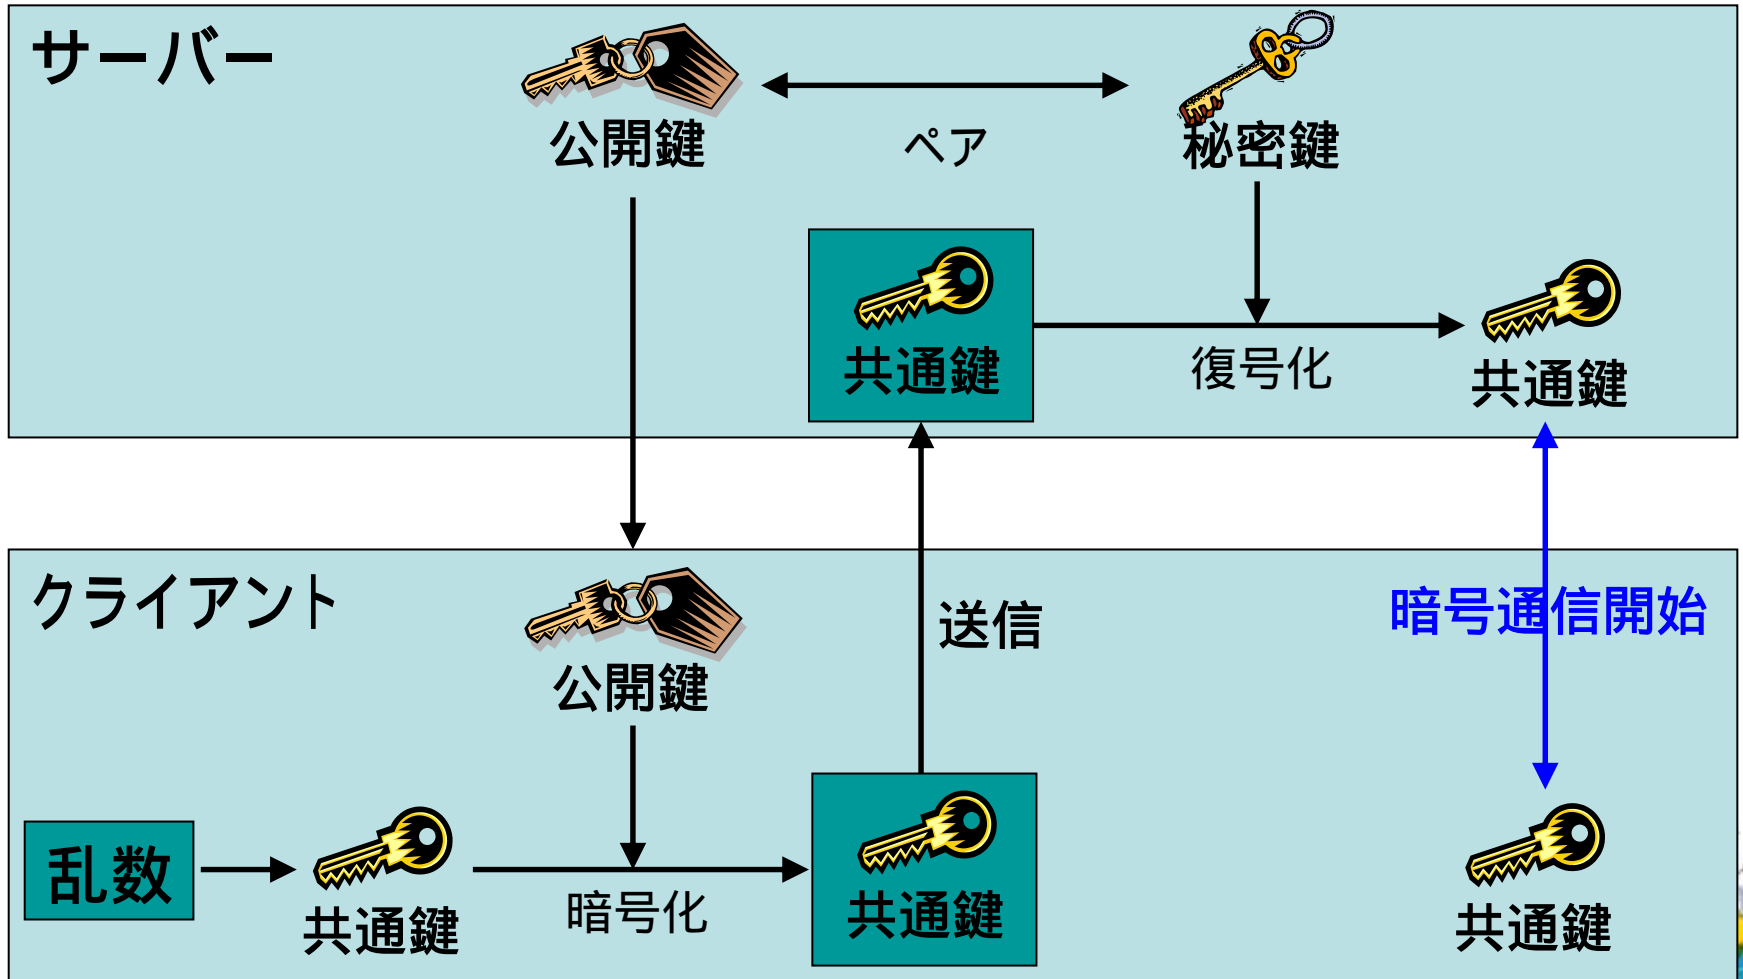 サーバー
公開鍵
ペア
秘密鍵
共通鍵
復号化
共通鍵
クライアント
公開鍵
送信
暗号通信開始
乱数
共通鍵
暗号化
共通鍵
共通鍵